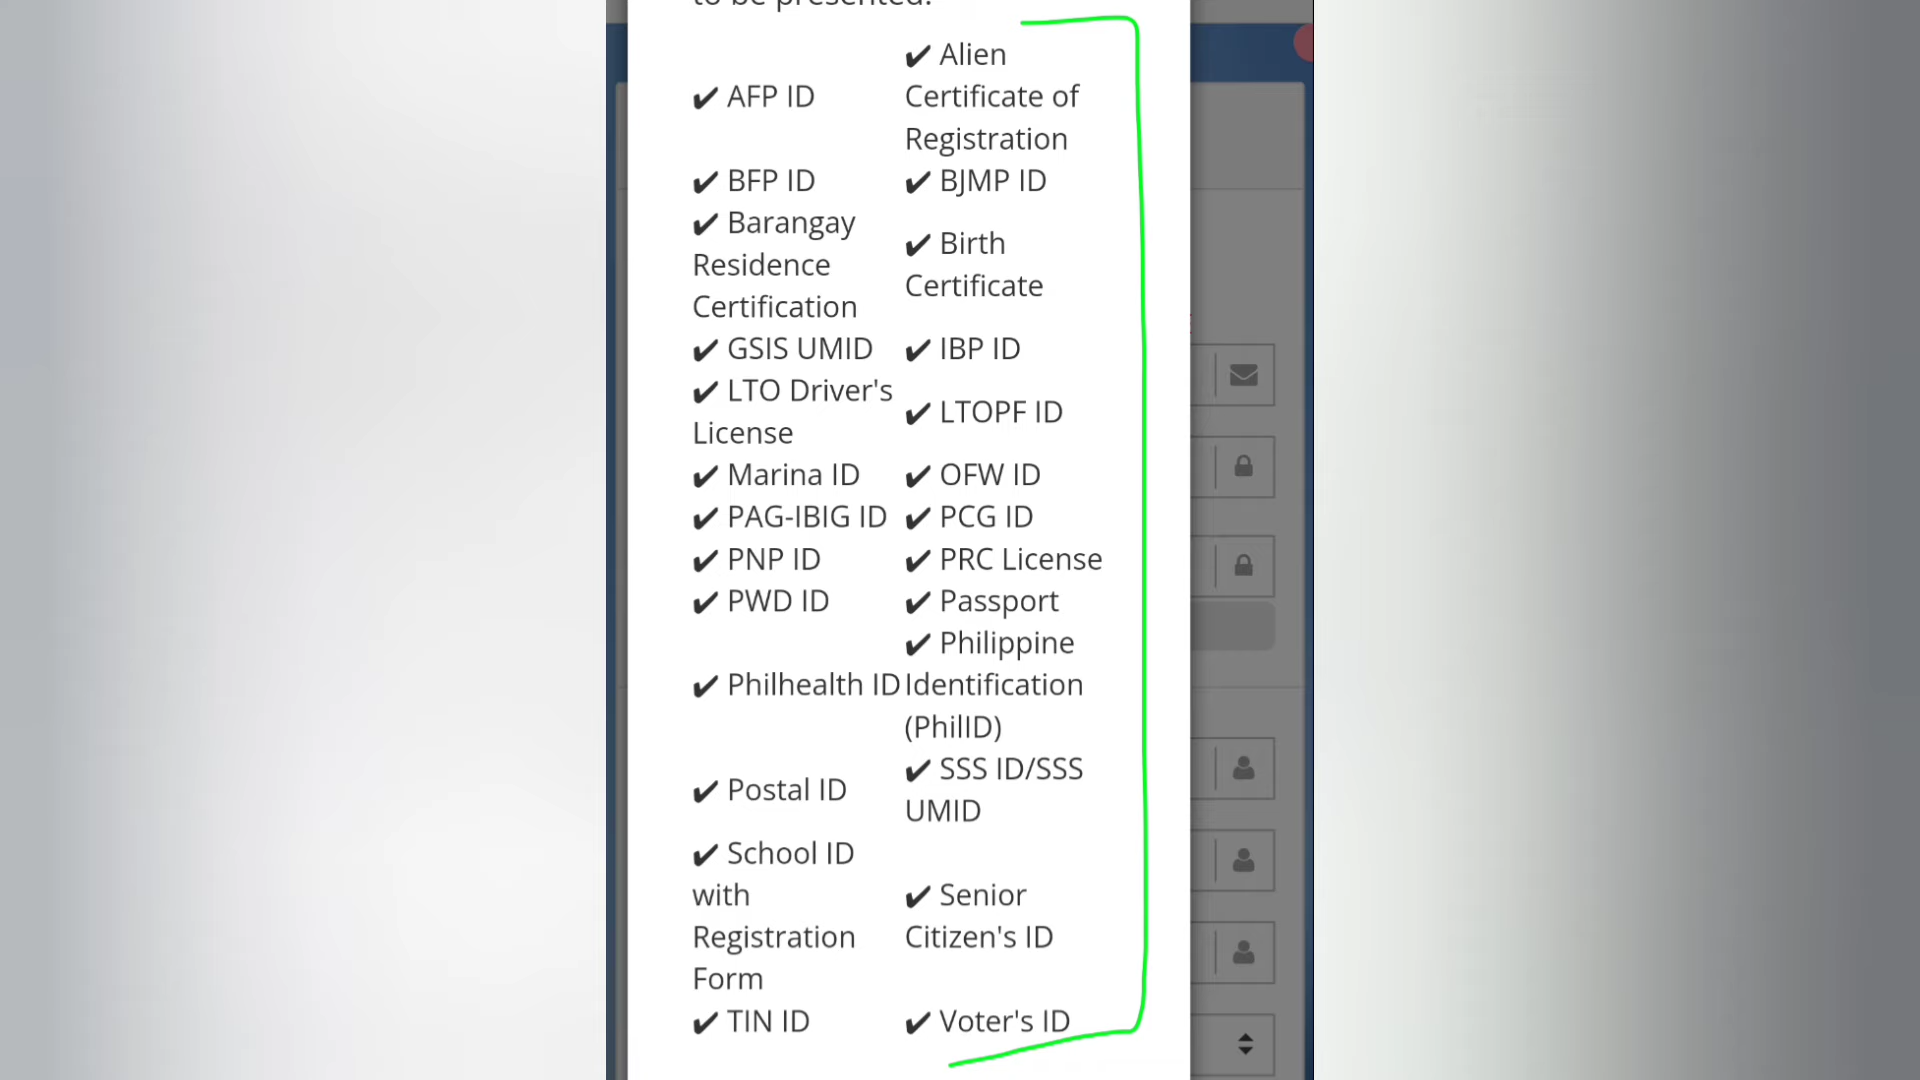 to be presented.
✔ AFP ID
✔ Alien
Certificate of
Registration
✔ BFP ID
✔ BJMP ID
✔ Barangay
Residence
Certification
✔ Birth
Certificate
✔ GSIS UMID
✔ IBP ID
✔ LTO Driver's
License
✔ LTOPF ID
✔ Marina ID
✔ OFW ID
✔ PAG-IBIG ID
✔ PCG ID
✔ PNP ID
✔ PRC License
✔ PWD ID
✔ Passport
✔ Philhealth ID
✔ Philippine
Identification
(PhilID)
✔ Postal ID
✔ SSS ID/SSS
UMID
✔ School ID
with
Registration
Form
✔ Senior
Citizen's ID
✔ TIN ID
✔ Voter's ID